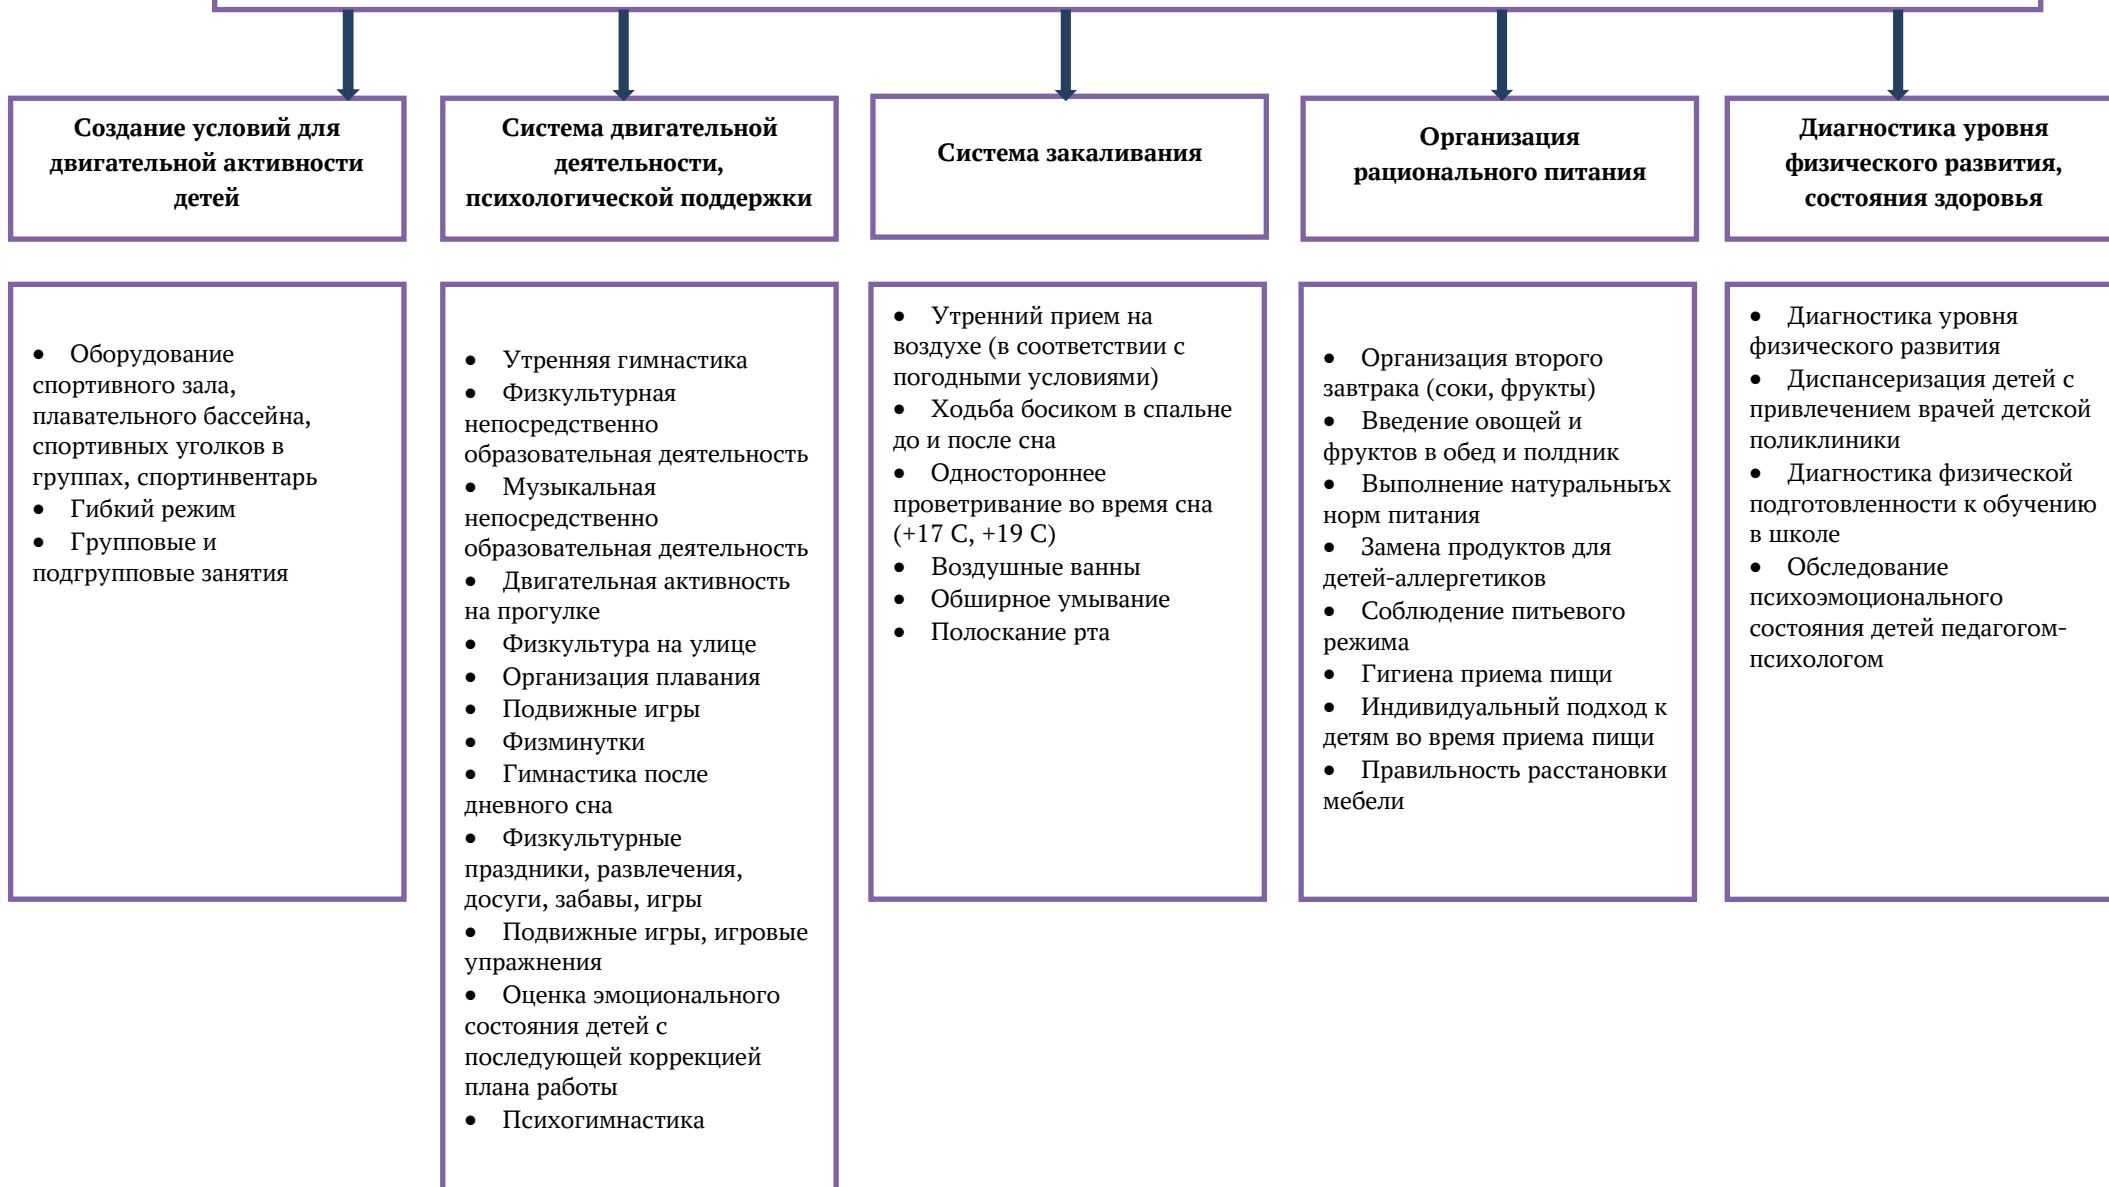 Создание условий для
двигательной активности
детей
Система двигательной
деятельности,
психологической поддержки
Система закаливания
Организация
рационального питания
Диагностика уровня
физического развития,
состояния здоровья
• Оборудование
спортивного зала,
плавательного бассейна,
спортивных уголков в
группах, спортинвентарь
• Гибкий режим
• Групповые и
подгрупповые занятия
• Утренняя гимнастика
• Физкультурная
непосредственно
образовательная деятельность
• Музыкальная
непосредственно
образовательная деятельность
• Двигательная активность
на прогулке
• Физкультура на улице
• Организация плавания
• Подвижные игры
• Физминутки
• Гимнастика после
дневного сна
• Физкультурные
праздники, развлечения,
досуги, забавы, игры
• Подвижные игры, игровые
упражнения
• Оценка эмоционального
состояния детей с
последующей коррекцией
плана работы
• Психогимнастика
• Утренний прием на
воздухе (в соответствии с
погодными условиями)
• Ходьба босиком в спальне
до и после сна
• Одностороннее
проветривание во время сна
(+17 С, +19 С)
• Воздушные ванны
• Обширное умывание
• Полоскание рта
• Организация второго
завтрака (соки, фрукты)
• Введение овощей и
фруктов в обед и полдник
• Выполнение натуральныъх
норм питания
• Замена продуктов для
детей-аллергетиков
• Соблюдение питьевого
режима
• Гигиена приема пищи
• Индивидуальный подход к
детям во время приема пищи
• Правильность расстановки
мебели
• Диагностика уровня
физического развития
• Диспансеризация детей с
привлечением врачей детской
поликлиники
• Диагностика физической
подготовленности к обучению
в школе
• Обследование
психоэмоционального
состояния детей педагогом-
психологом